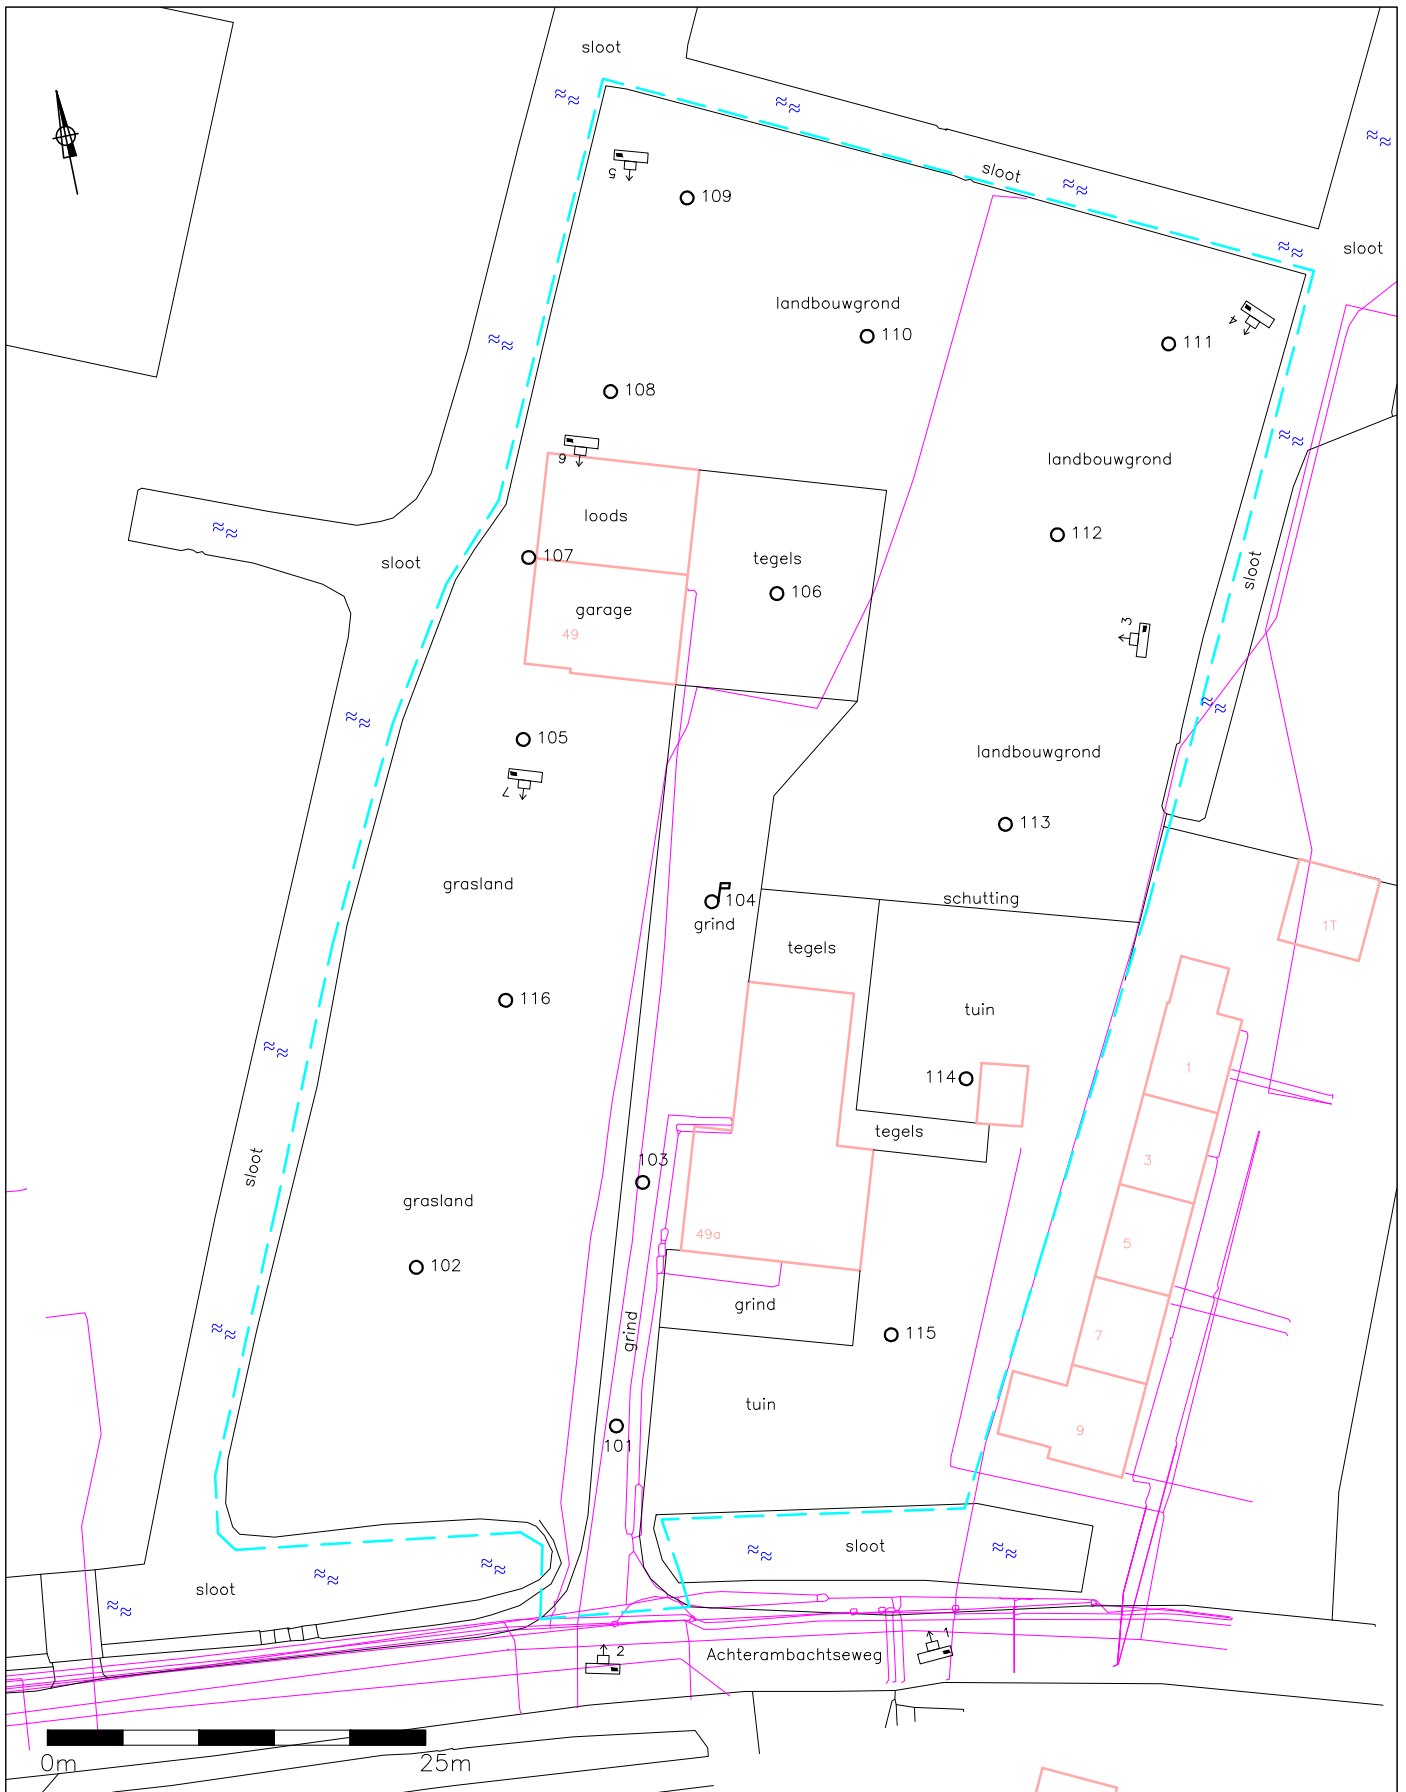 sloot
5
109
sloot
sloot
landbouwgrond
110
4
111
108
6
landbouwgrond
loods
112
107
tegels
sloot
sloot
106
garage
49
3
105
landbouwgrond
7
113
grasland
schutting
104
grind
1T
tegels
116
tuin
1
114
tegels
103
3
sloot
grasland
49a
5
102
grind
grind
115
7
tuin
9
101
sloot
sloot
1
2
Achterambachtseweg
0m
25m